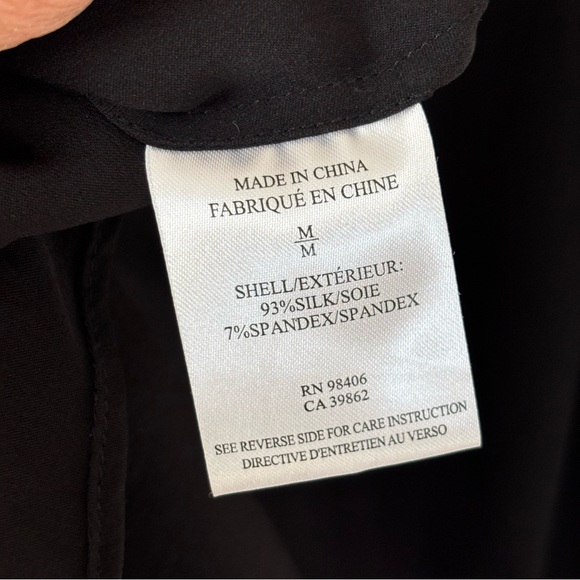 MADE IN CHINA
FABRIQUÉ EN CHINE
M
M
SHELL/EXTÉRIEUR:
93%SILK/SOIE
7%SPANDEX/SPANDEX
RN 98406
CA 39862
SEE REVERSE SIDE FOR CARE INSTRUCTION
DIRECTIVE D'ENTRETIEN AU VERSO